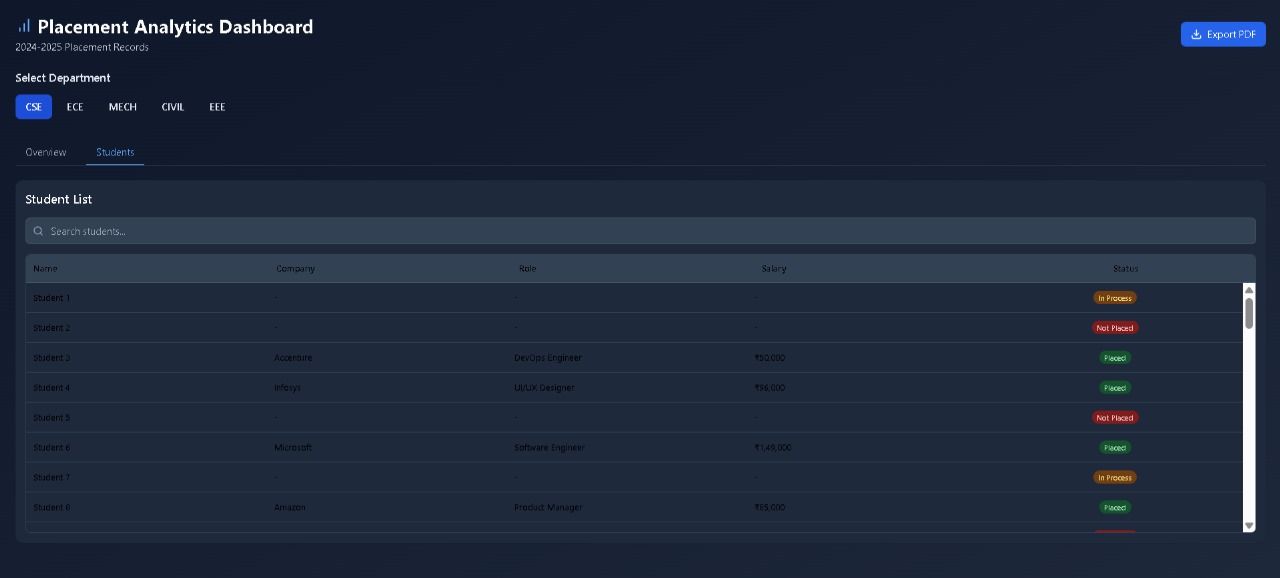 Placement Analytics Dashboard
2024-2025 Placement Records
Export PDF
Select Department
CSE ECE MECH CIVIL EEE
Overview Students
Student List
Search students...
Name Company Role Salary Status
Student 1 - - - In Process
Student 2 - - - Not Placed
Student 3 Accenture DevOps Engineer ₹50,000 Placed
Student 4 Infosys UI/UX Designer ₹96,000 Placed
Student 5 - - - Not Placed
Student 6 Microsoft Software Engineer ₹1,49,000 Placed
Student 7 - - - In Process
Student 8 Amazon Product Manager ₹65,000 Placed